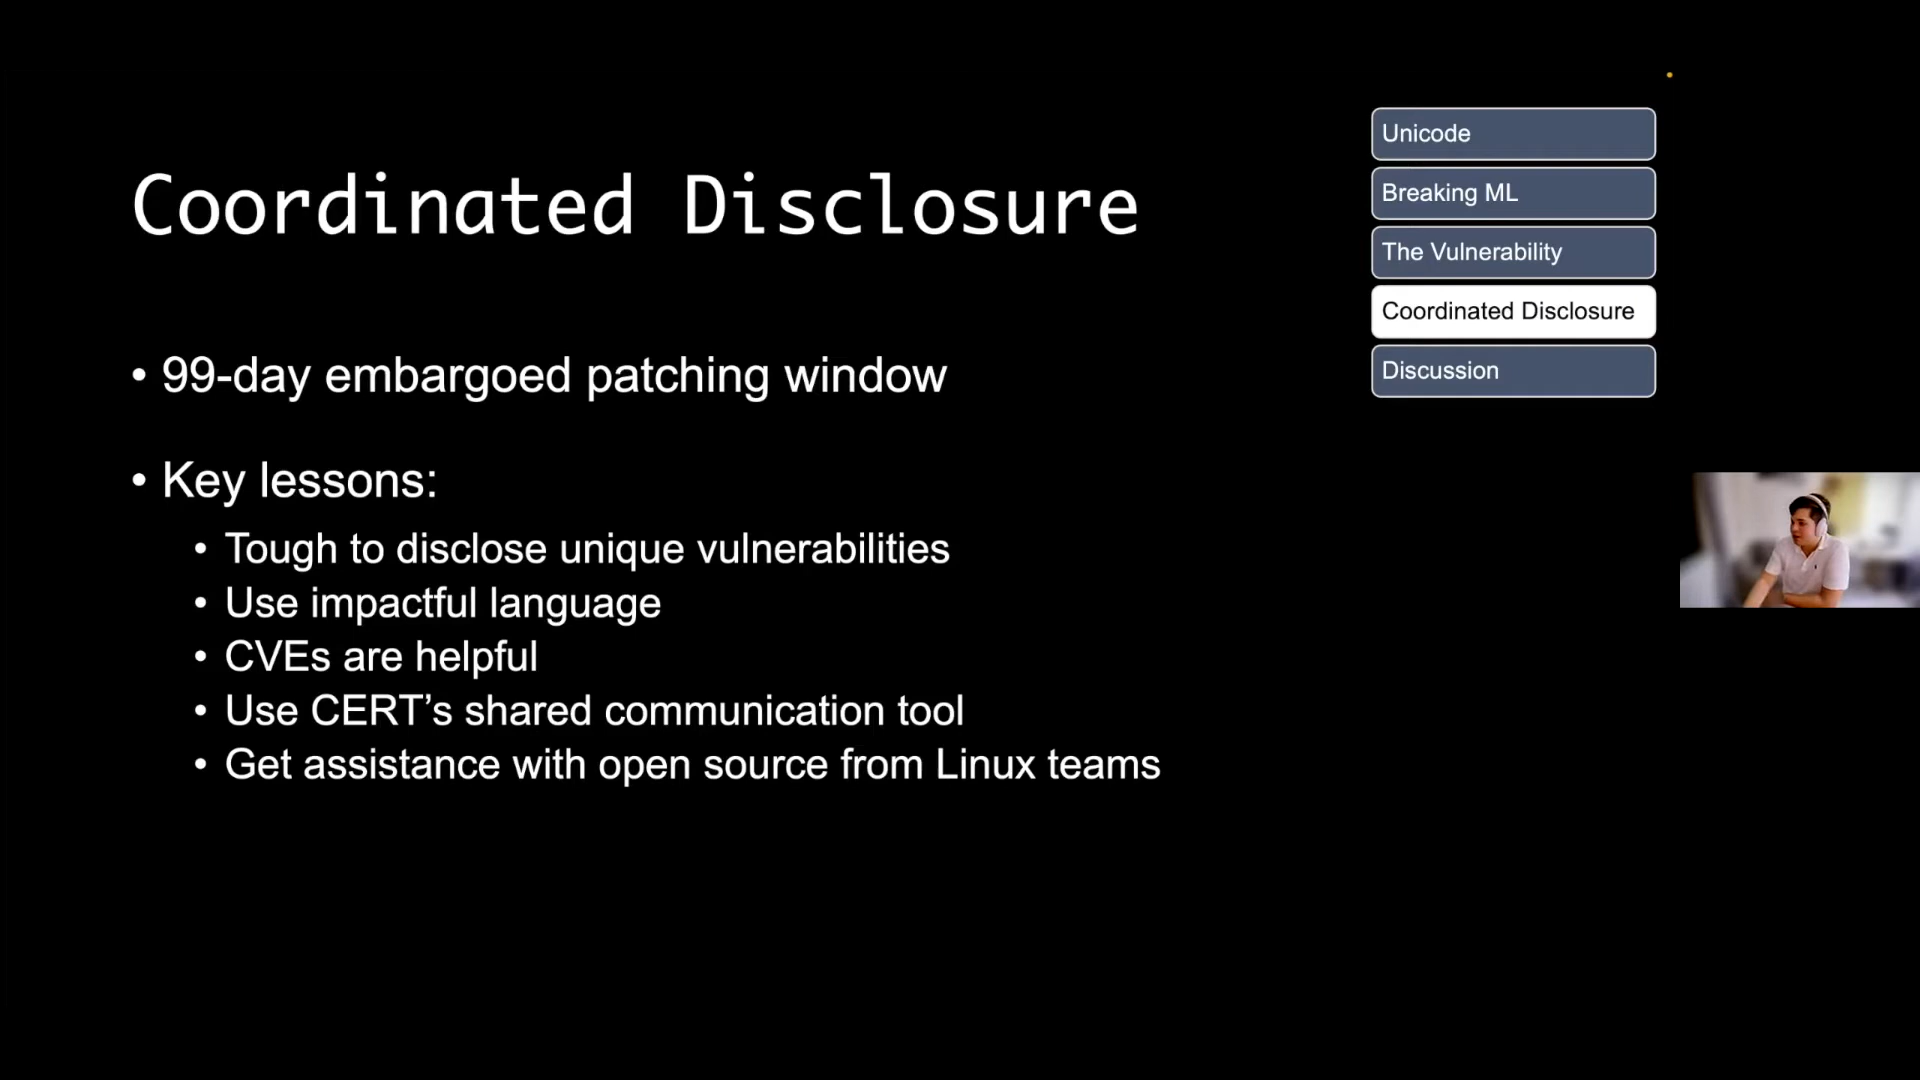 Coordinated Disclosure
• 99-day embargoed patching window
• Key lessons:
• Tough to disclose unique vulnerabilities
• Use impactful language
• CVEs are helpful
• Use CERT’s shared communication tool
• Get assistance with open source from Linux teams
Unicode
Breaking ML
The Vulnerability
Coordinated Disclosure
Discussion